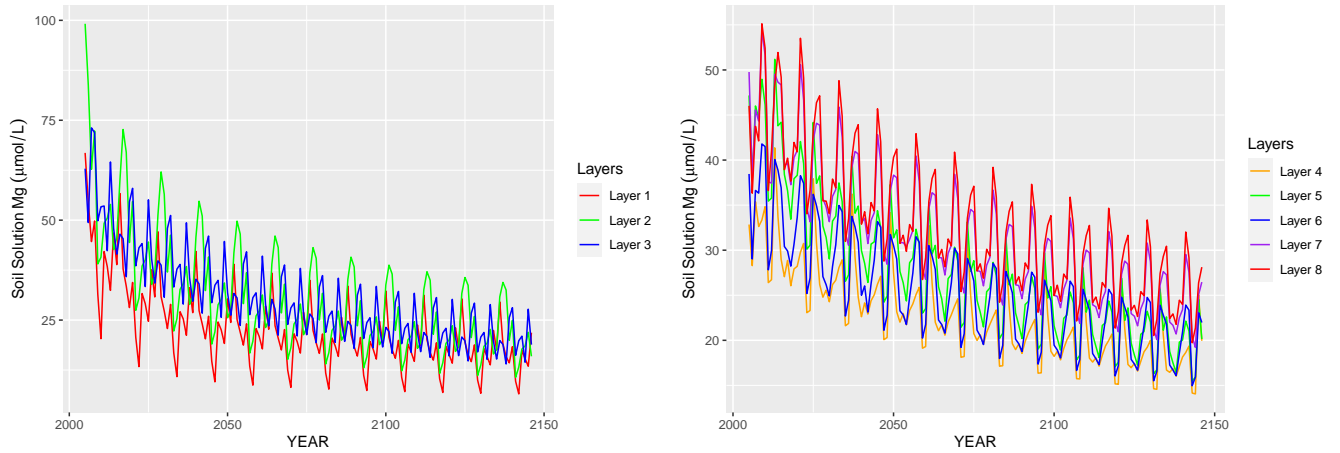 Soil Solution Mg (μmol/L)
100
75
50
25
2000
2050
2100
2150
YEAR
Layers
Layer 1
Layer 2
Layer 3
Soil Solution Mg (μmol/L)
50
40
30
20
2000
2050
2100
2150
YEAR
Layers
Layer 4
Layer 5
Layer 6
Layer 7
Layer 8